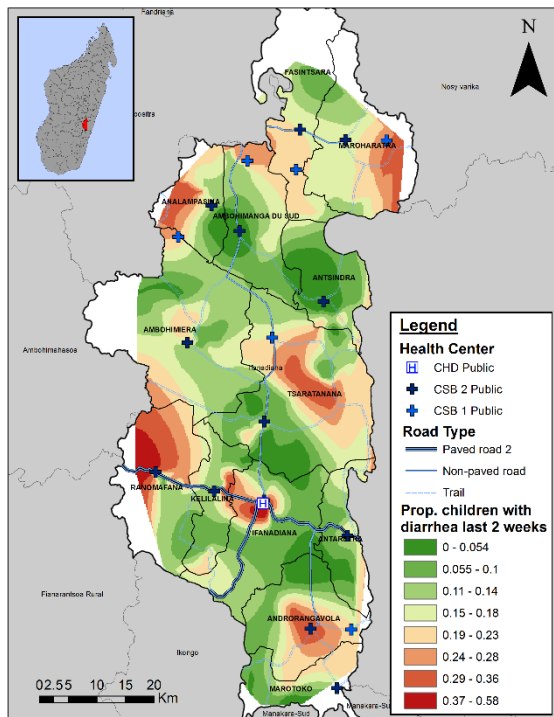 Fandriana
N
FASINTSARA
Nosy varika
MAROHARATRA
ANALAMPASINA
AMBOHIMANGA DU SUD
ANTSINDRA
AMBOHIMIERA
Ambohimahasoa
Ifanadiana
TSARATANANA
RANOMAFANA
KELILALINA
IFANADIANA
ANTARETRA
Fianarantsoa Rural
ANDRORANGAVOLA
Ikongo
MAROTOKO
Manakara-Sud
02.55 10 15 20
Km
Legend
Health Center
H CHD Public
CSB 2 Public
CSB 1 Public
Road Type
Paved road 2
Non-paved road
Trail
Prop. children with
diarrhea last 2 weeks
0 - 0.054
0.055 - 0.1
0.11 - 0.14
0.15 - 0.18
0.19 - 0.23
0.24 - 0.28
0.29 - 0.36
0.37 - 0.58